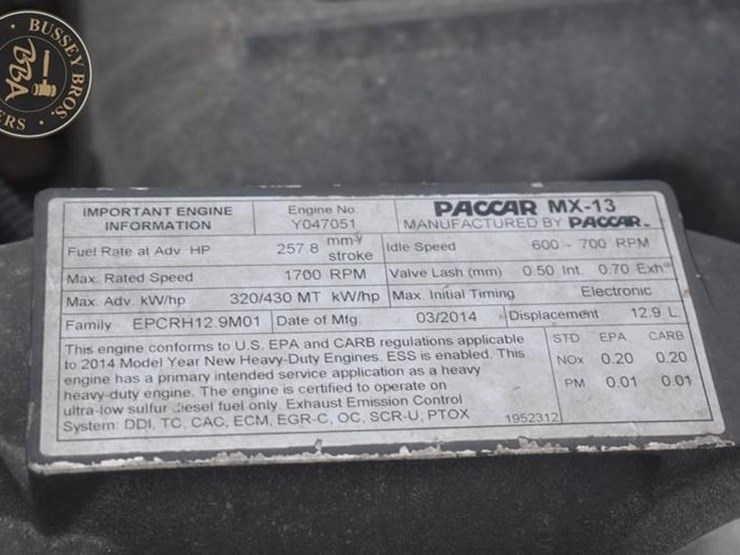 BUSSEY BROS.
BBA
ERS
IMPORTANT ENGINE
INFORMATION
Engine No.
Y047051
PACCAR MX-13
MANUFACTURED BY PACCAR
Fuel Rate at Adv. HP 257.8 mm³/
stroke
Idle Speed 600 - 700 RPM
Max. Rated Speed 1700 RPM
Valve Lash (mm) 0.50 Int. 0.70 Exh
Max. Adv. kW/hp 320/430 MT kW/hp
Max. Initial Timing Electronic
Family EPCRH12.9M01
Date of Mfg. 03/2014
Displacement 12.9 L
This engine conforms to U.S. EPA and CARB regulations applicable
to 2014 Model Year New Heavy-Duty Engines. ESS is enabled. This
engine has a primary intended service application as a heavy
heavy-duty engine. The engine is certified to operate on
ultra-low sulfur diesel fuel only. Exhaust Emission Control
System: DDI, TC, CAC, ECM, EGR-C, OC, SCR-U, PTOX
1952312
STD EPA CARB
NOx 0.20 0.20
PM 0.01 0.01